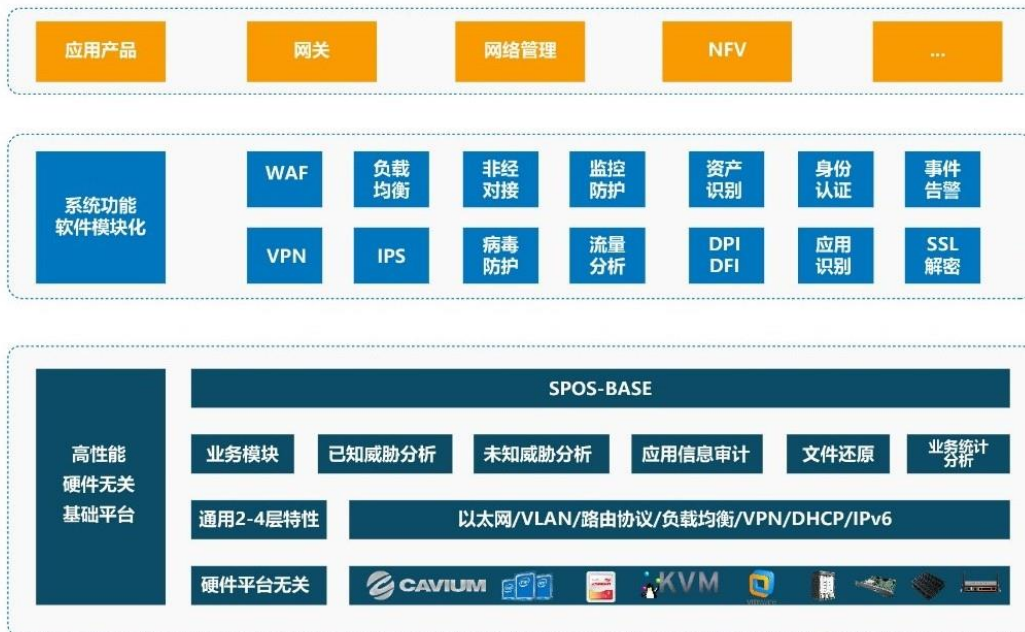 应用产品
网关
网络管理
NFV
...
系统功能
软件模块化
WAF
负载
均衡
非经
对接
监控
防护
资产
识别
身份
认证
事件
告警
VPN
IPS
病毒
防护
流量
分析
DPI
DFI
应用
识别
SSL
解密
高性能
硬件无关
基础平台
SPOS-BASE
业务模块
已知威胁分析
未知威胁分析
应用信息审计
文件还原
业务统计
分析
通用2-4层特性
以太网/VLAN/路由协议/负载均衡/VPN/DHCP/IPv6
硬件平台无关
CAVIUM
KVM